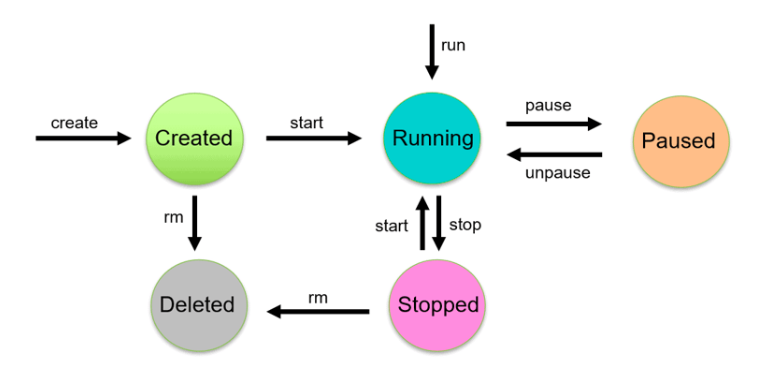 run
create
Created
start
Running
pause
unpause
Paused
rm
start
stop
Deleted
rm
Stopped